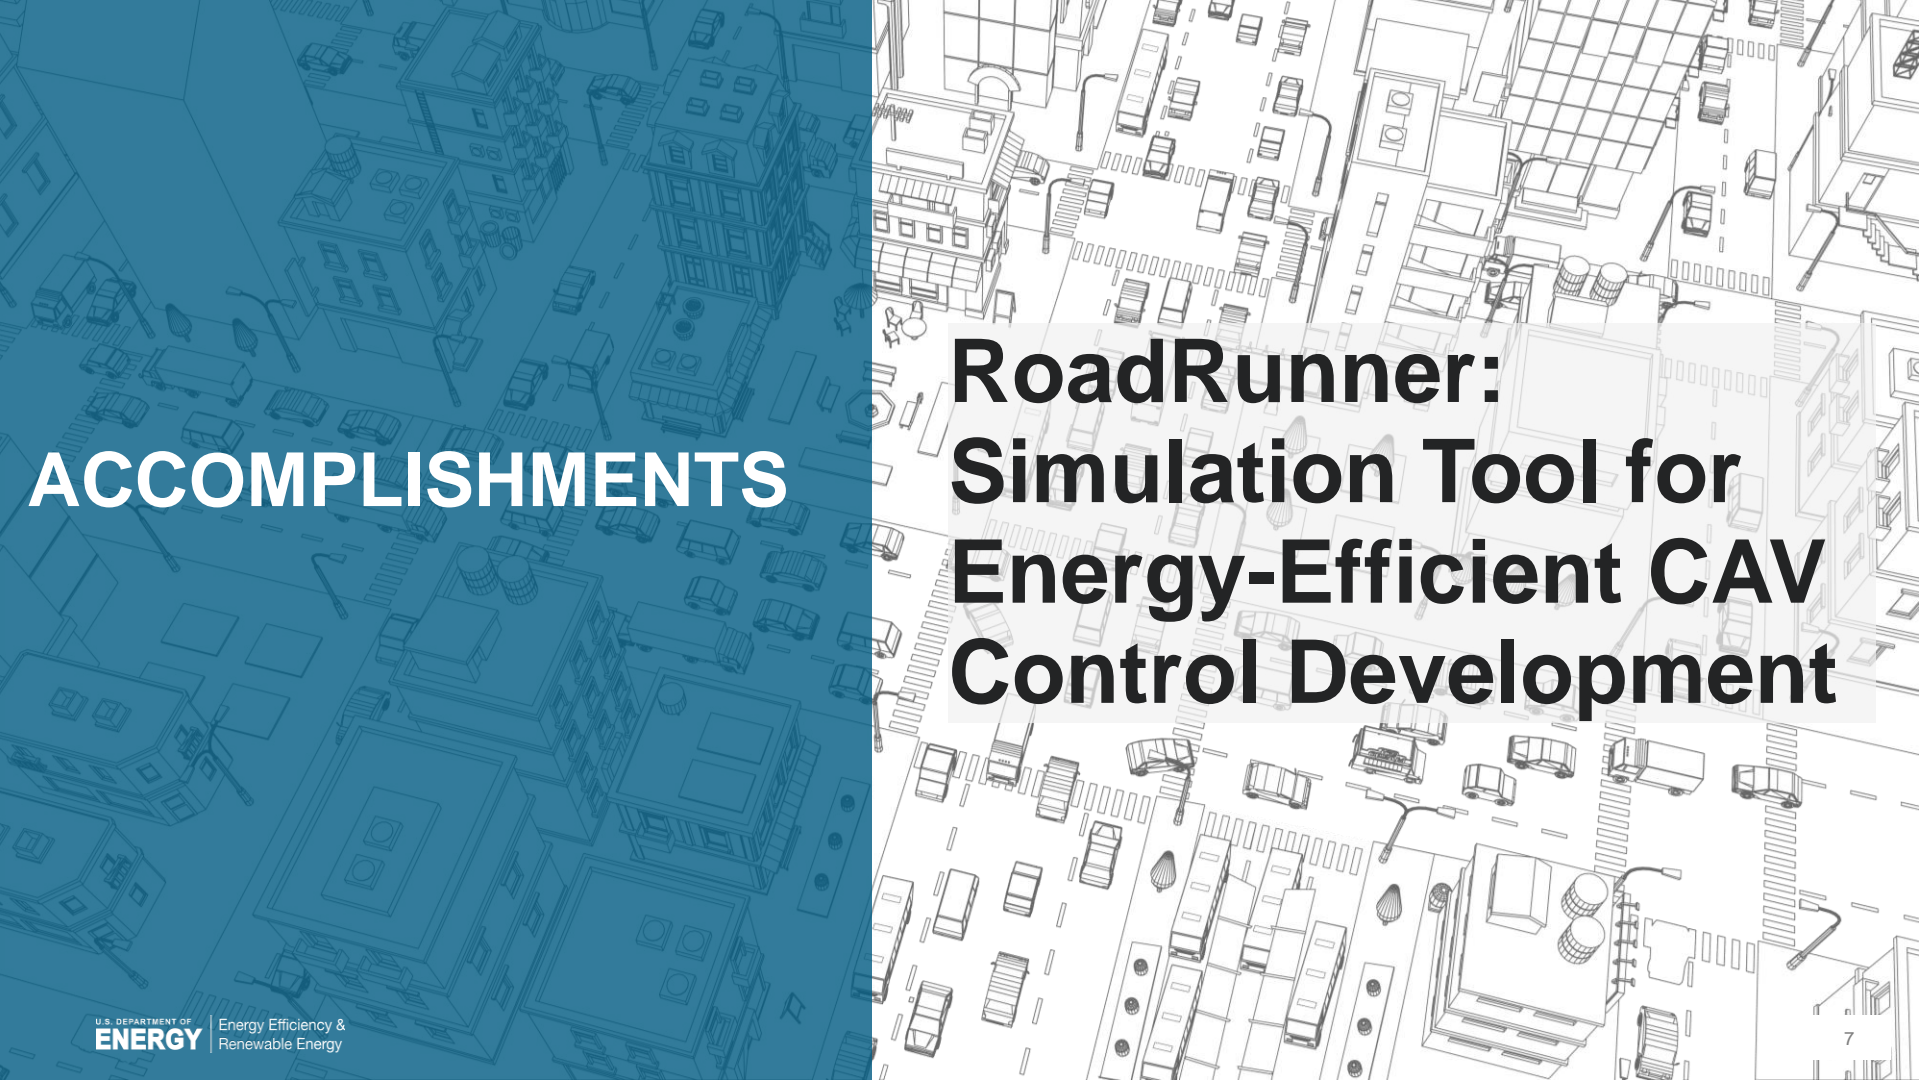 ACCOMPLISHMENTS
RoadRunner:
Simulation Tool for
Energy-Efficient CAV
Control Development
U.S. DEPARTMENT OF
ENERGY
Energy Efficiency &
Renewable Energy
7